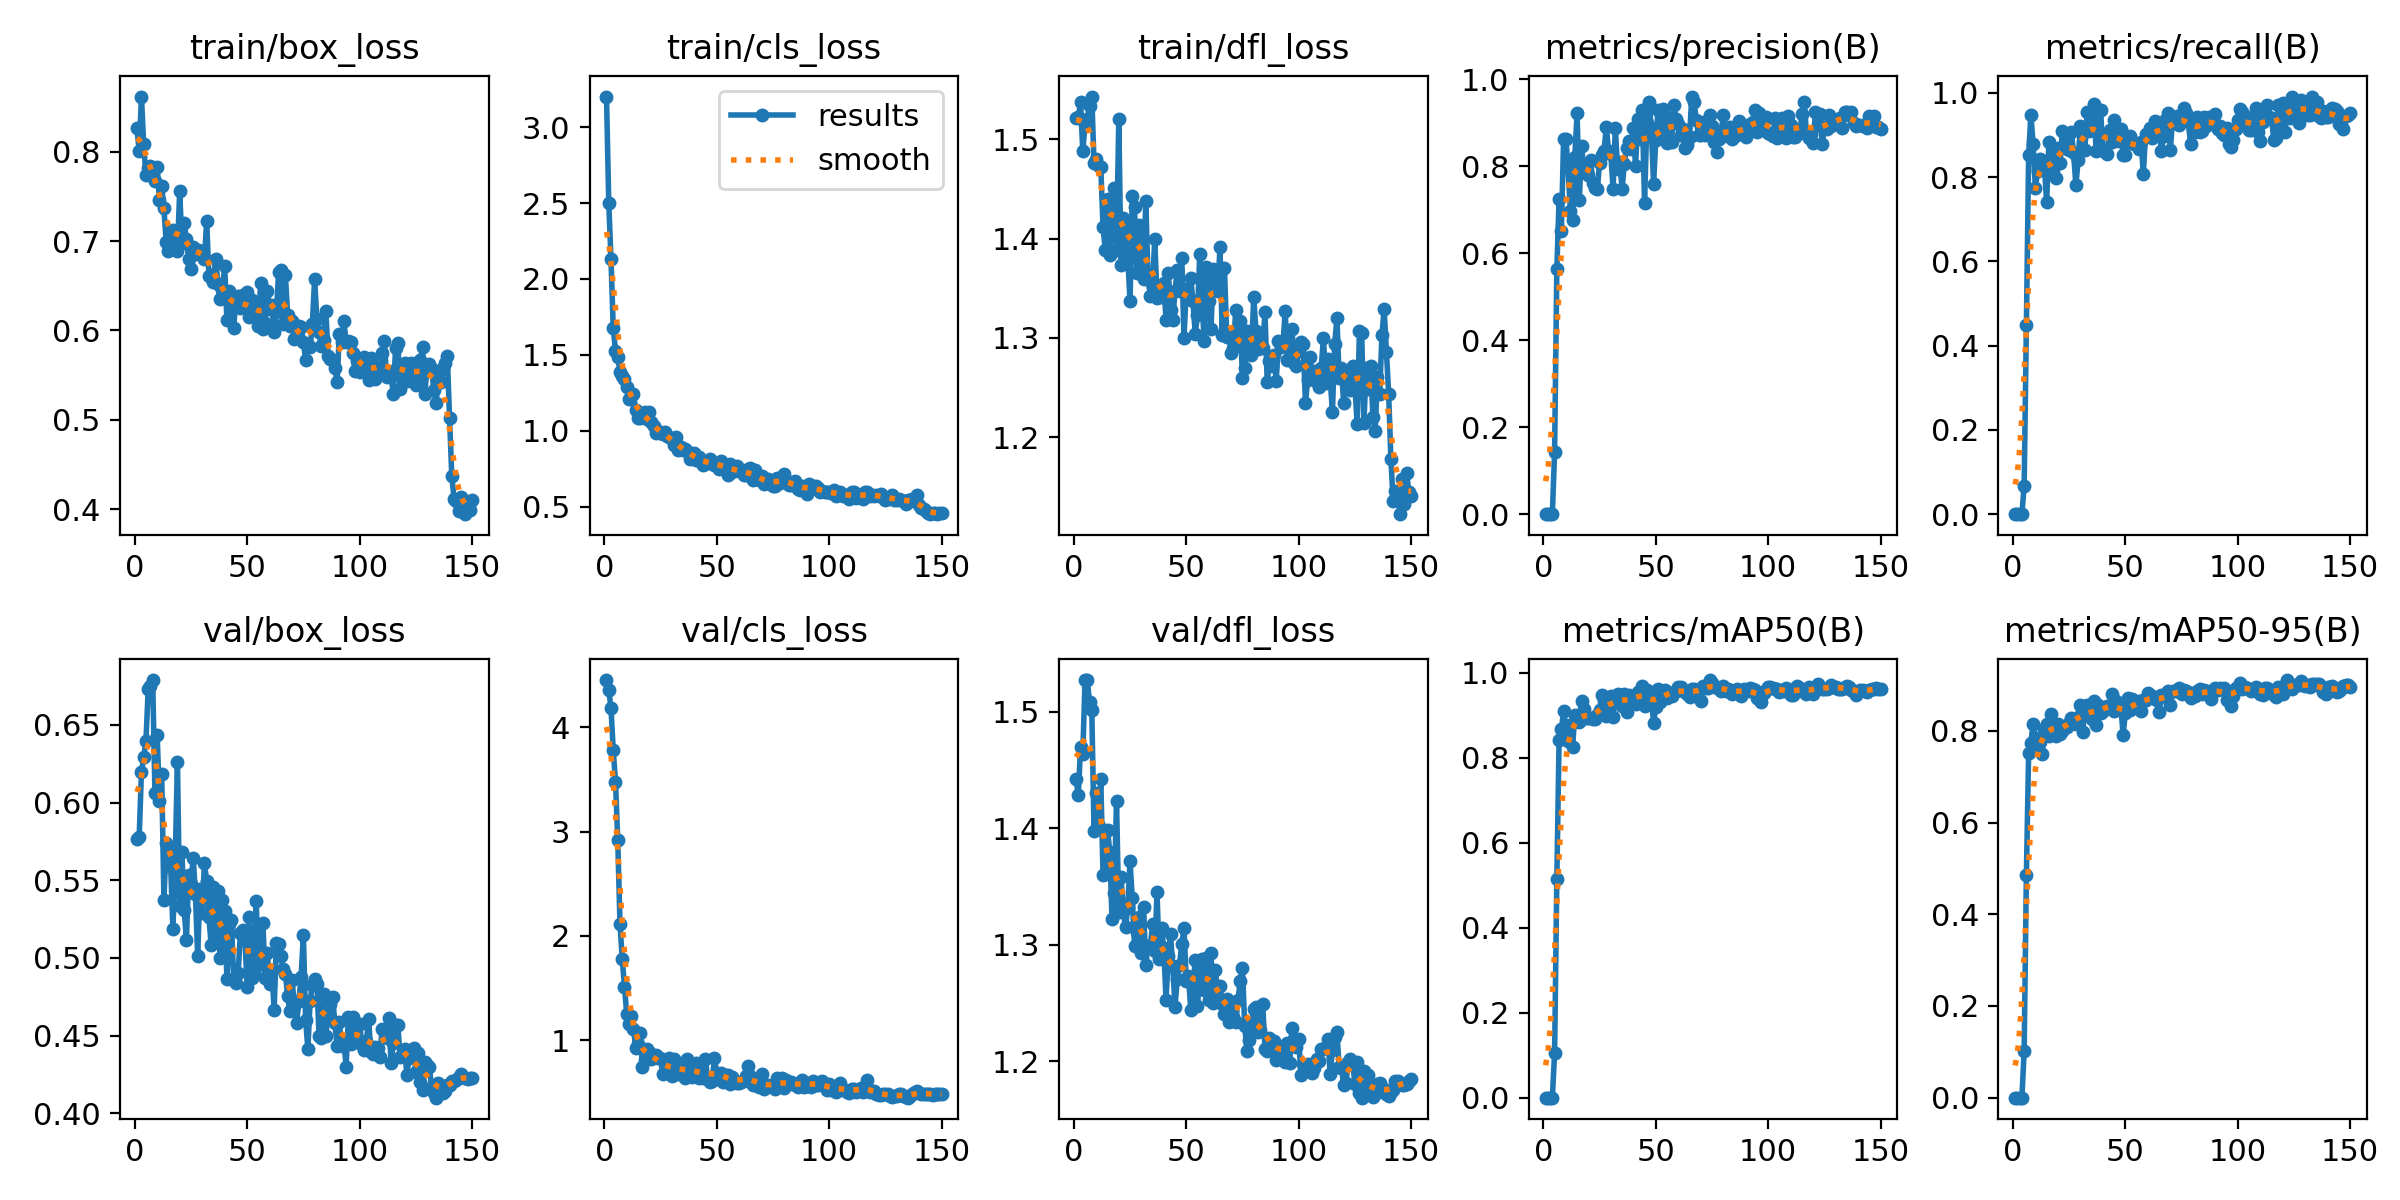 train/box_loss
train/cls_loss
train/dfl_loss
metrics/precision(B)
metrics/recall(B)
0.8
0.7
0.6
0.5
0.4
0 50 100 150
3.0
2.5
2.0
1.5
1.0
0.5
0 50 100 150
results
smooth
1.5
1.4
1.3
1.2
0 50 100 150
1.0
0.8
0.6
0.4
0.2
0.0
0 50 100 150
1.0
0.8
0.6
0.4
0.2
0.0
0 50 100 150
val/box_loss
val/cls_loss
val/dfl_loss
metrics/mAP50(B)
metrics/mAP50-95(B)
0.65
0.60
0.55
0.50
0.45
0.40
0 50 100 150
4
3
2
1
0 50 100 150
1.5
1.4
1.3
1.2
0 50 100 150
1.0
0.8
0.6
0.4
0.2
0.0
0 50 100 150
0.8
0.6
0.4
0.2
0.0
0 50 100 150